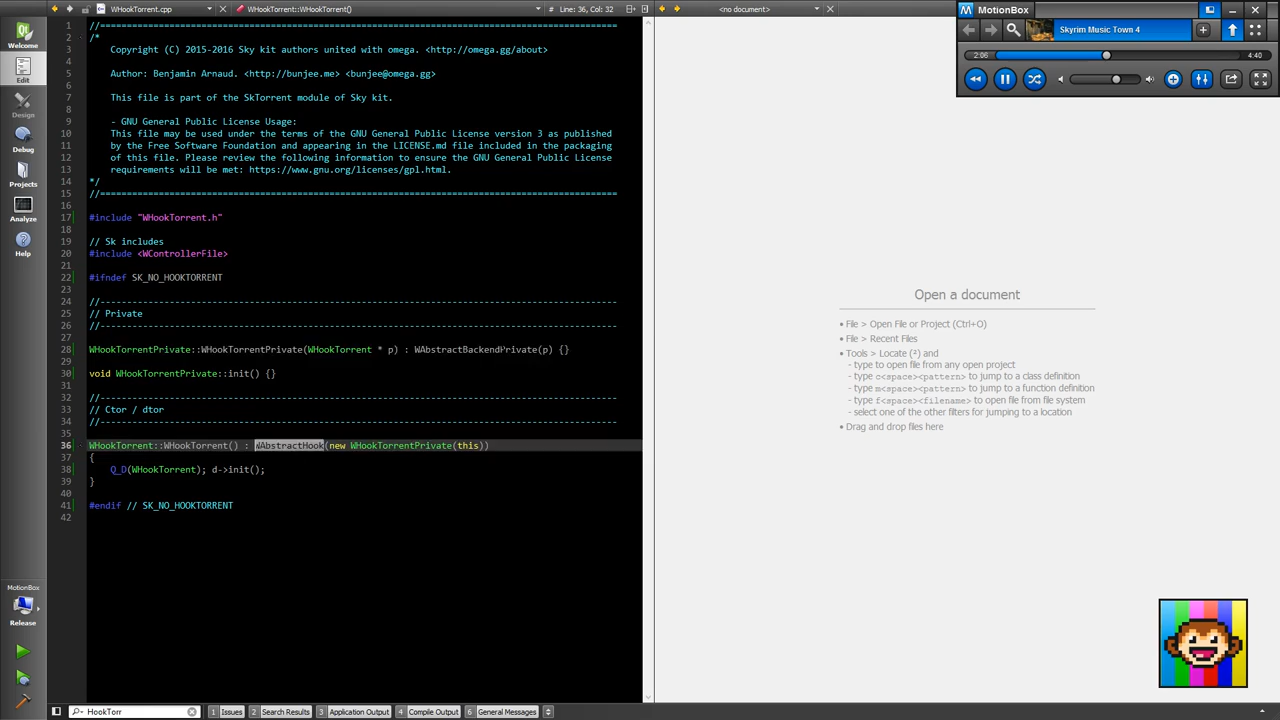 WHookTorrent.cpp
WHookTorrent::WHookTorrent()
Line: 36, Col: 32
<no document>
Welcome
Edit
Design
Debug
Projects
Analyze
Help
MotionBox
Release
1 //==================================================================================================
2 /*
3 Copyright (C) 2015-2016 Sky kit authors united with omega. <http://omega.gg/about>
4
5 Author: Benjamin Arnaud. <http://bunjee.me> <bunjee@omega.gg>
6
7 This file is part of the SkTorrent module of Sky kit.
8
9 - GNU General Public License Usage:
10 This file may be used under the terms of the GNU General Public License version 3 as published
11 by the Free Software Foundation and appearing in the LICENSE.md file included in the packaging
12 of this file. Please review the following information to ensure the GNU General Public License
13 requirements will be met: https://www.gnu.org/licenses/gpl.html.
14 */
15 //==================================================================================================
16
17 #include "WHookTorrent.h"
18
19 // Sk includes
20 #include <WControllerFile>
21
22 #ifndef SK_NO_HOOKTORRENT
23
24 //-------------------------------------------------------------------------------------------------
25 // Private
26 //-------------------------------------------------------------------------------------------------
27
28 WHookTorrentPrivate::WHookTorrentPrivate(WHookTorrent * p) : WAbstractBackendPrivate(p) {}
29
30 void WHookTorrentPrivate::init() {}
31
32 //-------------------------------------------------------------------------------------------------
33 // Ctor / dtor
34 //-------------------------------------------------------------------------------------------------
35
36 WHookTorrent::WHookTorrent() : WAbstractHook(new WHookTorrentPrivate(this))
37 {
38 Q_D(WHookTorrent); d->init();
39 }
40
41 #endif // SK_NO_HOOKTORRENT
42
MotionBox
Skyrim Music Town 4
2:06
4:40
Open a document
• File > Open File or Project (Ctrl+O)
• File > Recent Files
• Tools > Locate (²) and
- type to open file from any open project
- type c<space><pattern> to jump to a class definition
- type m<space><pattern> to jump to a function definition
- type f<space><filename> to open file from file system
- select one of the other filters for jumping to a location
• Drag and drop files here
HookTorr
1 Issues
2 Search Results
3 Application Output
4 Compile Output
6 General Messages